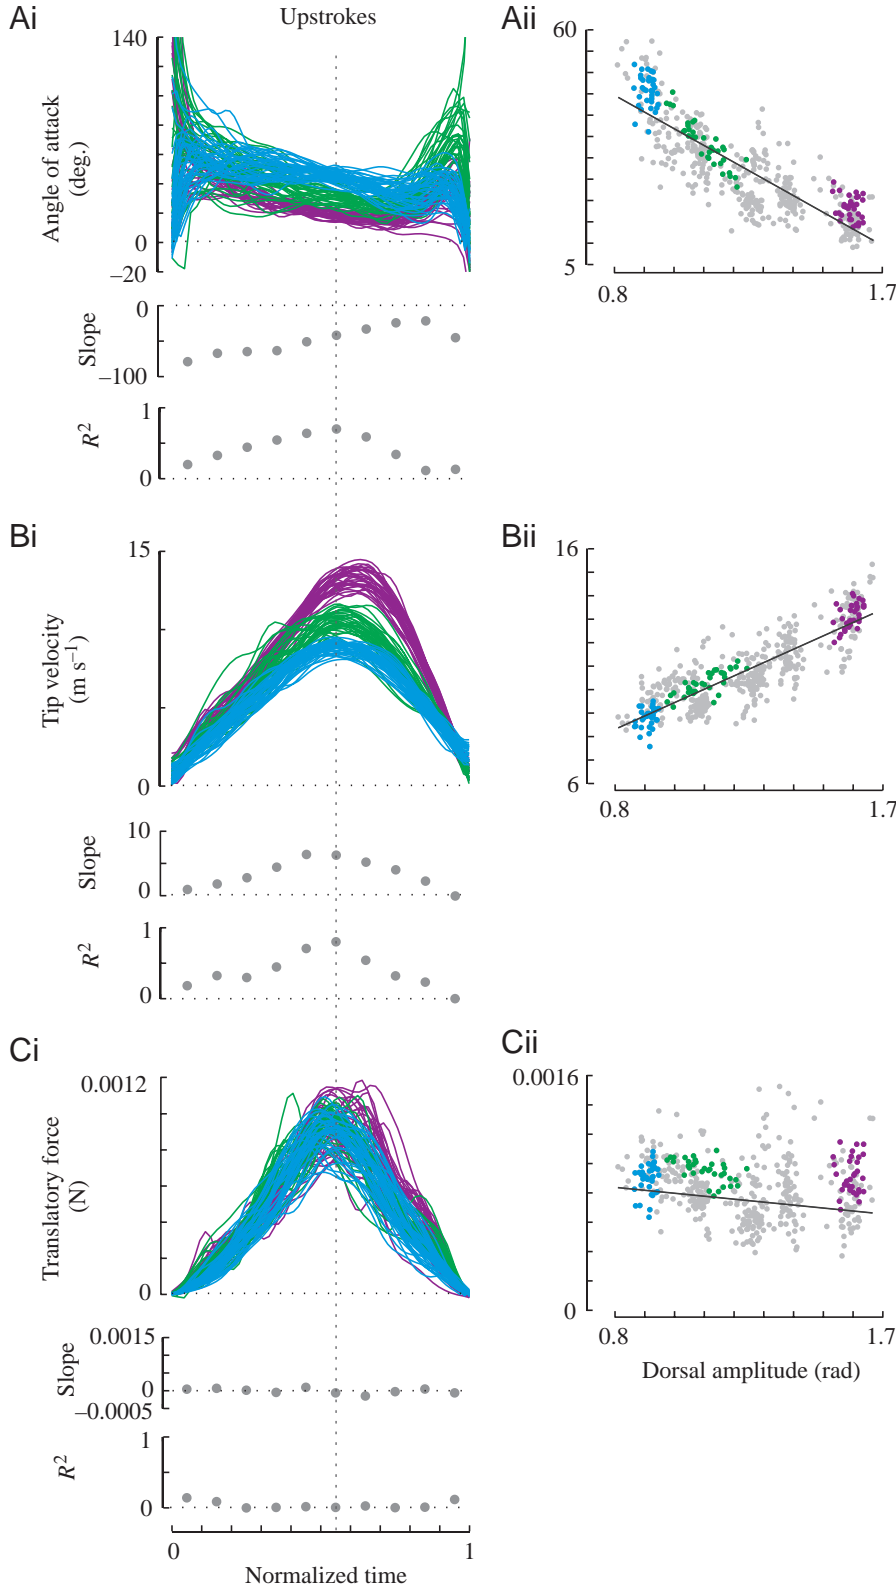 Ai
Upstrokes
Aii
140
Angle of attack
(deg.)
0
–20
60
5
0.8
1.7
0
Slope
–100
1
R²
0
Bi
Bii
15
Tip velocity
(m s⁻¹)
0
16
6
0.8
1.7
10
Slope
0
1
R²
0
Ci
Cii
0.0012
Translatory force
(N)
0
0.0016
0
0.8
1.7
Dorsal amplitude (rad)
0.0015
Slope
0
–0.0005
1
R²
0
0
1
Normalized time